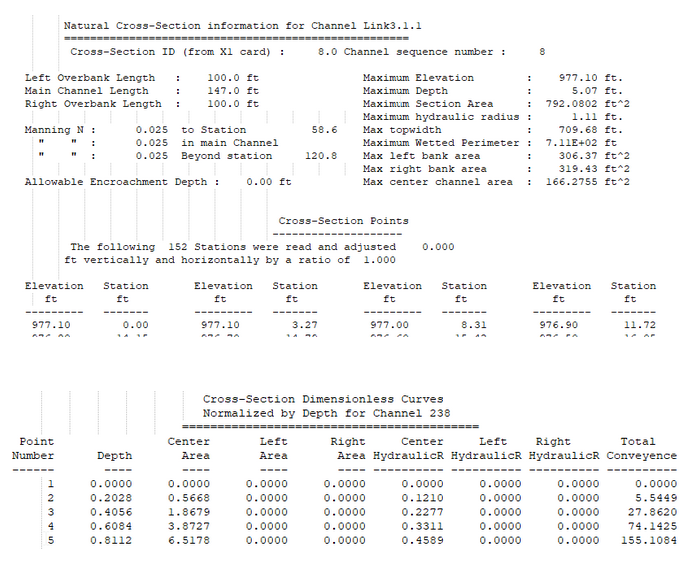 Natural Cross-Section information for Channel Link3.1.1
====================================================
Cross-Section ID (from X1 card) : 8.0 Channel sequence number : 8
Left Overbank Length : 100.0 ft Maximum Elevation : 977.10 ft.
Main Channel Length : 147.0 ft Maximum Depth : 5.07 ft.
Right Overbank Length : 100.0 ft Maximum Section Area : 792.0802 ft^2
Maximum hydraulic radius : 1.11 ft.
Manning N : 0.025 to Station 58.6 Max topwidth : 709.68 ft.
" " : 0.025 in main Channel Maximum Wetted Perimeter : 7.11E+02 ft
" " : 0.025 Beyond station 120.8 Max left bank area : 306.37 ft^2
Max right bank area : 319.43 ft^2
Allowable Encroachment Depth : 0.00 ft Max center channel area : 166.2755 ft^2
Cross-Section Points
--------------------
The following 152 Stations were read and adjusted 0.000
ft vertically and horizontally by a ratio of 1.000
Elevation Station Elevation Station Elevation Station Elevation Station
ft ft ft ft ft ft ft ft
--------- ------- --------- ------- --------- ------- --------- -------
977.10 0.00 977.10 3.27 977.00 8.31 976.90 11.72
Cross-Section Dimensionless Curves
Normalized by Depth for Channel 238
=========================================
Point Center Left Right Center Left Right Total
Number Depth Area Area Area HydraulicR HydraulicR HydraulicR Conveyence
------ ---- ---- ---- ---- ---------- ---------- ---------- ----------
1 0.0000 0.0000 0.0000 0.0000 0.0000 0.0000 0.0000 0.0000
2 0.2028 0.5668 0.0000 0.0000 0.1210 0.0000 0.0000 5.5449
3 0.4056 1.8679 0.0000 0.0000 0.2277 0.0000 0.0000 27.8620
4 0.6084 3.8727 0.0000 0.0000 0.3311 0.0000 0.0000 74.1425
5 0.8112 6.5178 0.0000 0.0000 0.4589 0.0000 0.0000 155.1084